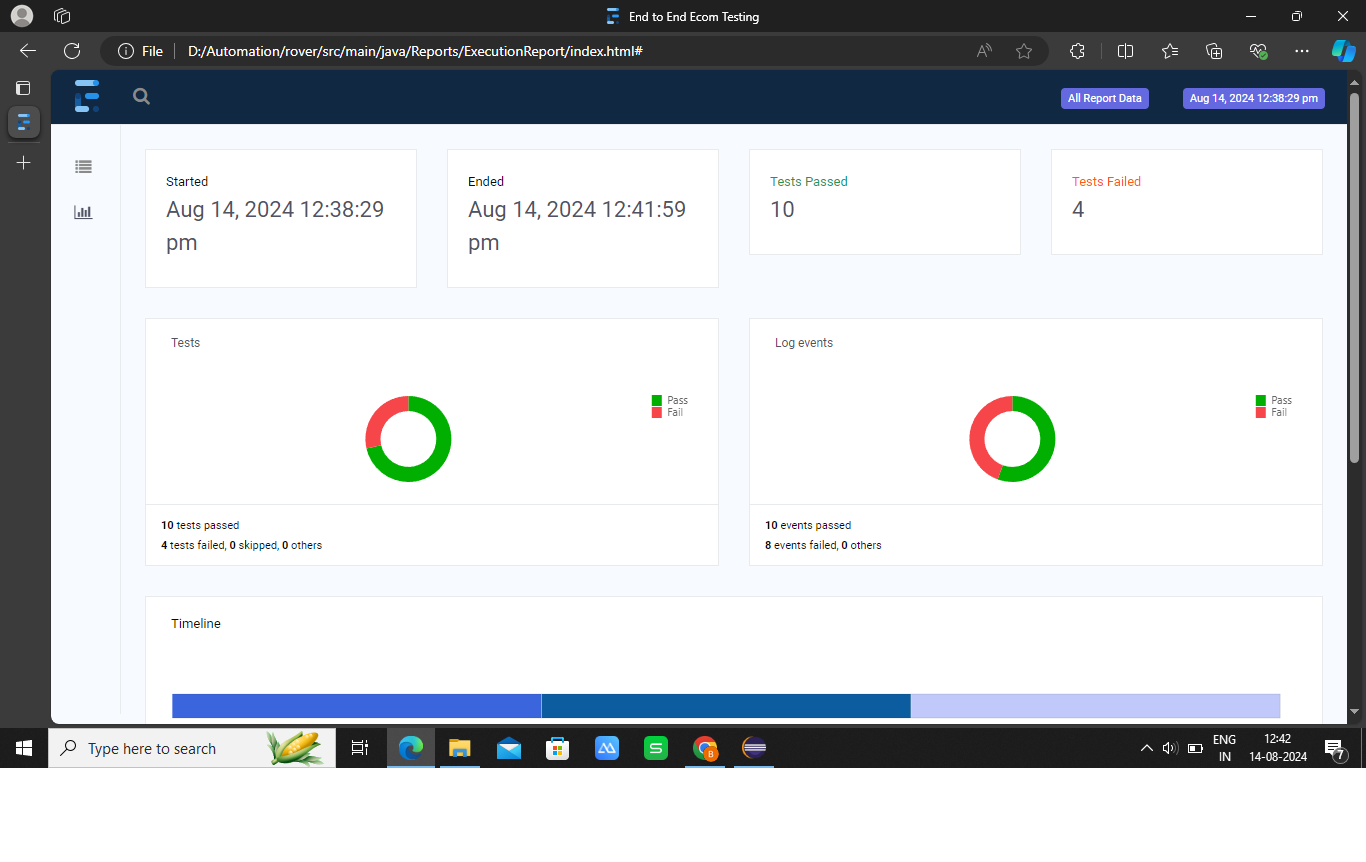 End to End Ecom Testing
File
D:/Automation/rover/src/main/java/Reports/ExecutionReport/index.html#
All Report Data
Aug 14, 2024 12:38:29 pm
Started
Aug 14, 2024 12:38:29
pm
Ended
Aug 14, 2024 12:41:59
pm
Tests Passed
10
Tests Failed
4
Tests
Pass
Fail
10 tests passed
4 tests failed, 0 skipped, 0 others
Log events
Pass
Fail
10 events passed
8 events failed, 0 others
Timeline
Type here to search
B
ENG
IN
12:42
14-08-2024
7